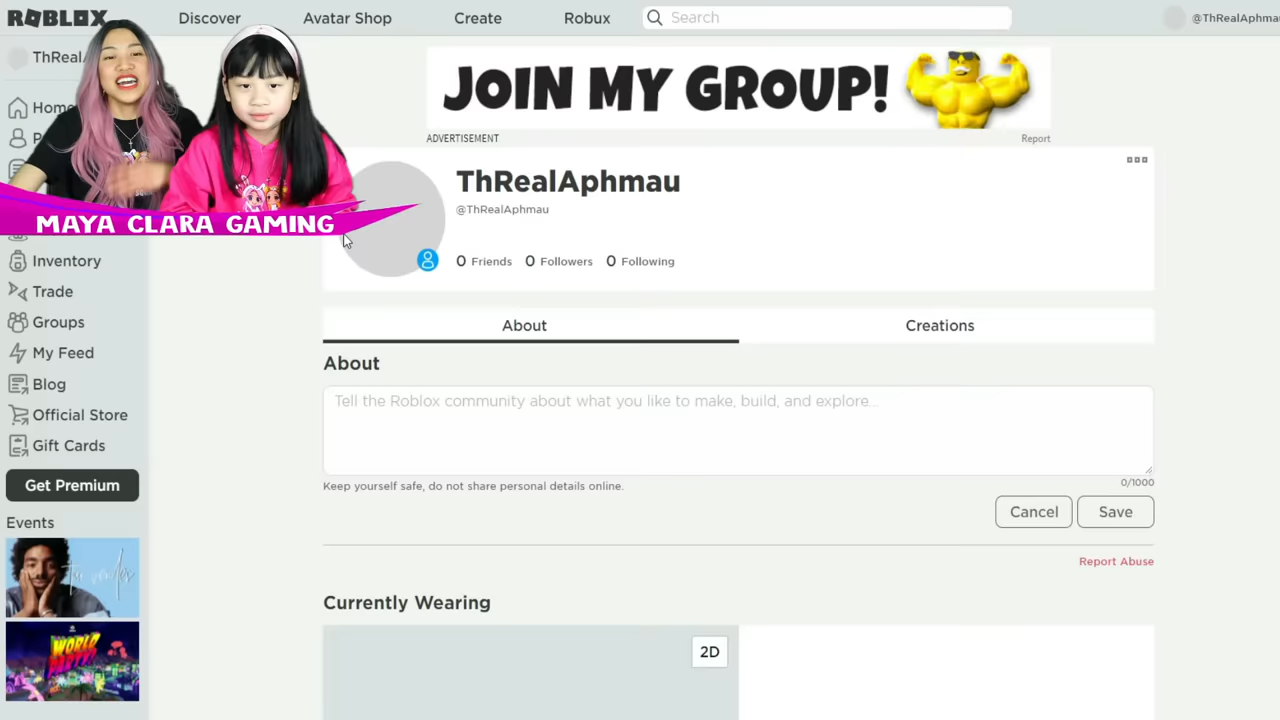 ROBLOX
Discover
Avatar Shop
Create
Robux
Search
@ThRealAphmau
JOIN MY GROUP!
ADVERTISEMENT
Report
MAYA CLARA GAMING
ThRealAphmau
@ThRealAphmau
0 Friends 0 Followers 0 Following
Inventory
Trade
Groups
My Feed
Blog
Official Store
Gift Cards
Get Premium
Events
WORLD PARTY
About
Creations
About
Tell the Roblox community about what you like to make, build, and explore...
Keep yourself safe, do not share personal details online.
0/1000
Cancel
Save
Report Abuse
Currently Wearing
2D